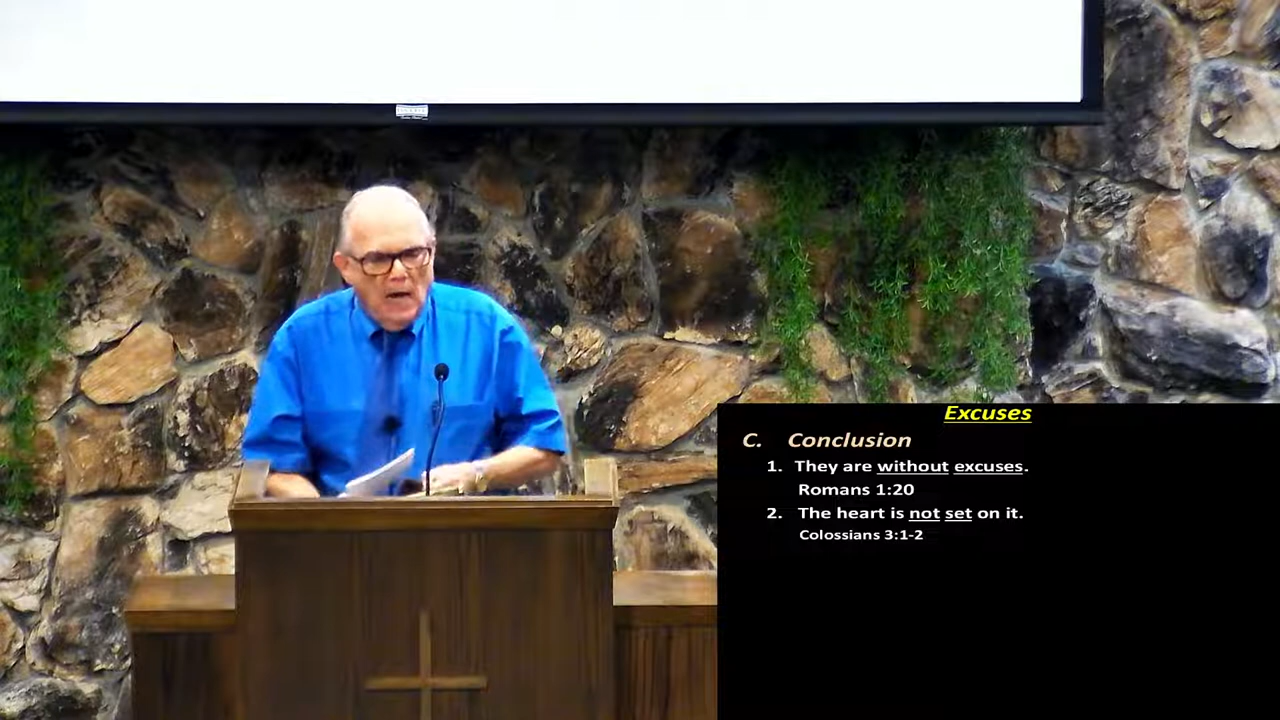 Excuses
C. Conclusion
1. They are without excuses.
Romans 1:20
2. The heart is not set on it.
Colossians 3:1-2